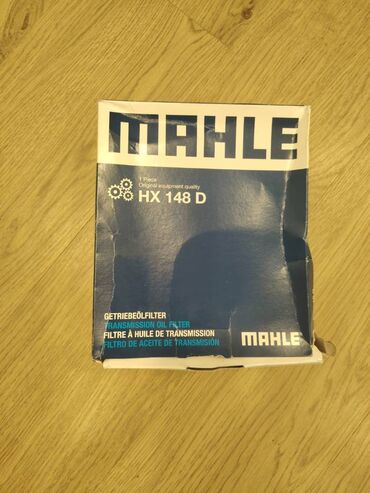 MAHLE
1 Piece
Original equipment quality
HX 148 D
GETRIEBEÖLFILTER
TRANSMISSION OIL FILTER
FILTRE À HUILE DE TRANSMISSION
FILTRO DE ACEITE DE TRANSMISIÓN
MAHLE